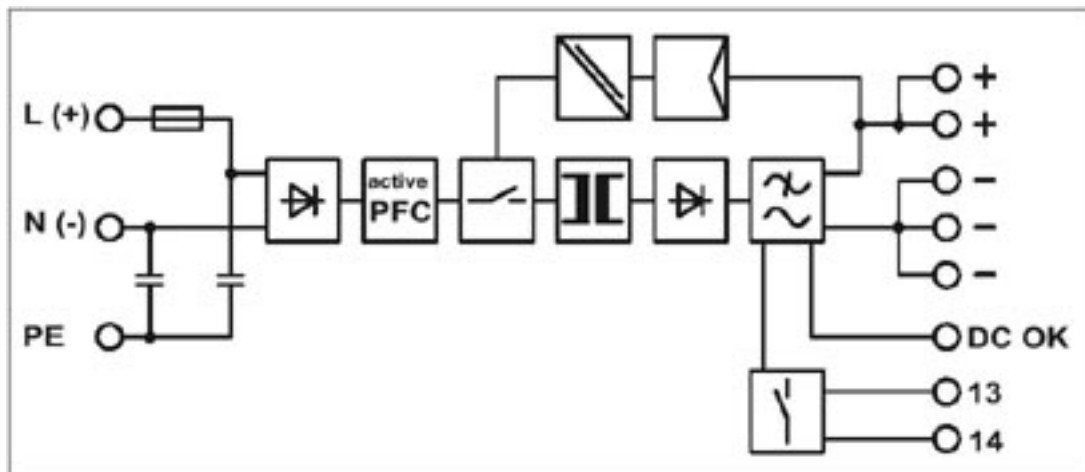 L (+)
N (-)
PE
active
PFC
+
+
-
-
-
DC OK
13
14